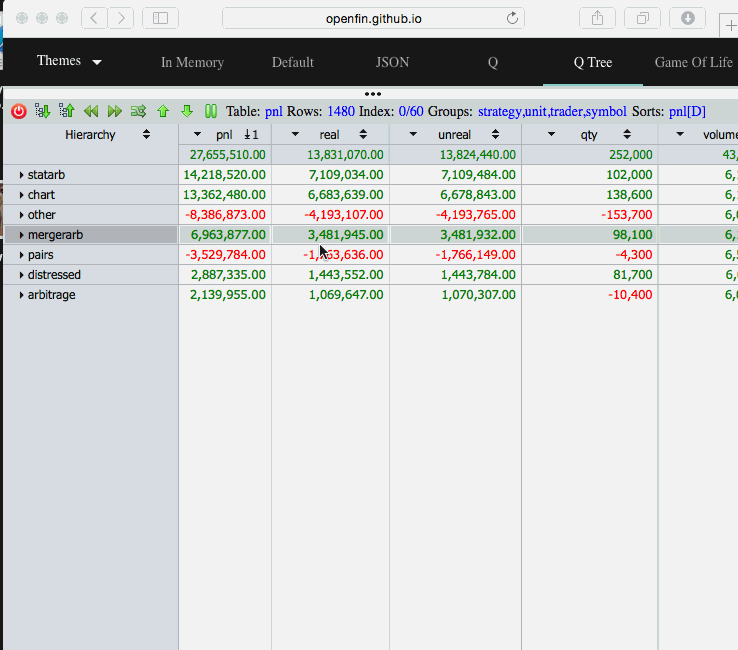 openfin.github.io
Themes In Memory Default JSON Q Q Tree Game Of Life
Table: pnl Rows: 1480 Index: 0/60 Groups: strategy,unit,trader,symbol Sorts: pnl[D]
Hierarchy pnl 1 real unreal qty volume
27,655,510.00 13,831,070.00 13,824,440.00 252,000 43,
statarb 14,218,520.00 7,109,034.00 7,109,484.00 102,000 6,
chart 13,362,480.00 6,683,639.00 6,678,843.00 138,600 6,
other -8,386,873.00 -4,193,107.00 -4,193,765.00 -153,700 6,
mergerarb 6,963,877.00 3,481,945.00 3,481,932.00 98,100 6,
pairs -3,529,784.00 -1,763,636.00 -1,766,149.00 -4,300 6,
distressed 2,887,335.00 1,443,552.00 1,443,784.00 81,700 6,
arbitrage 2,139,955.00 1,069,647.00 1,070,307.00 -10,400 6,